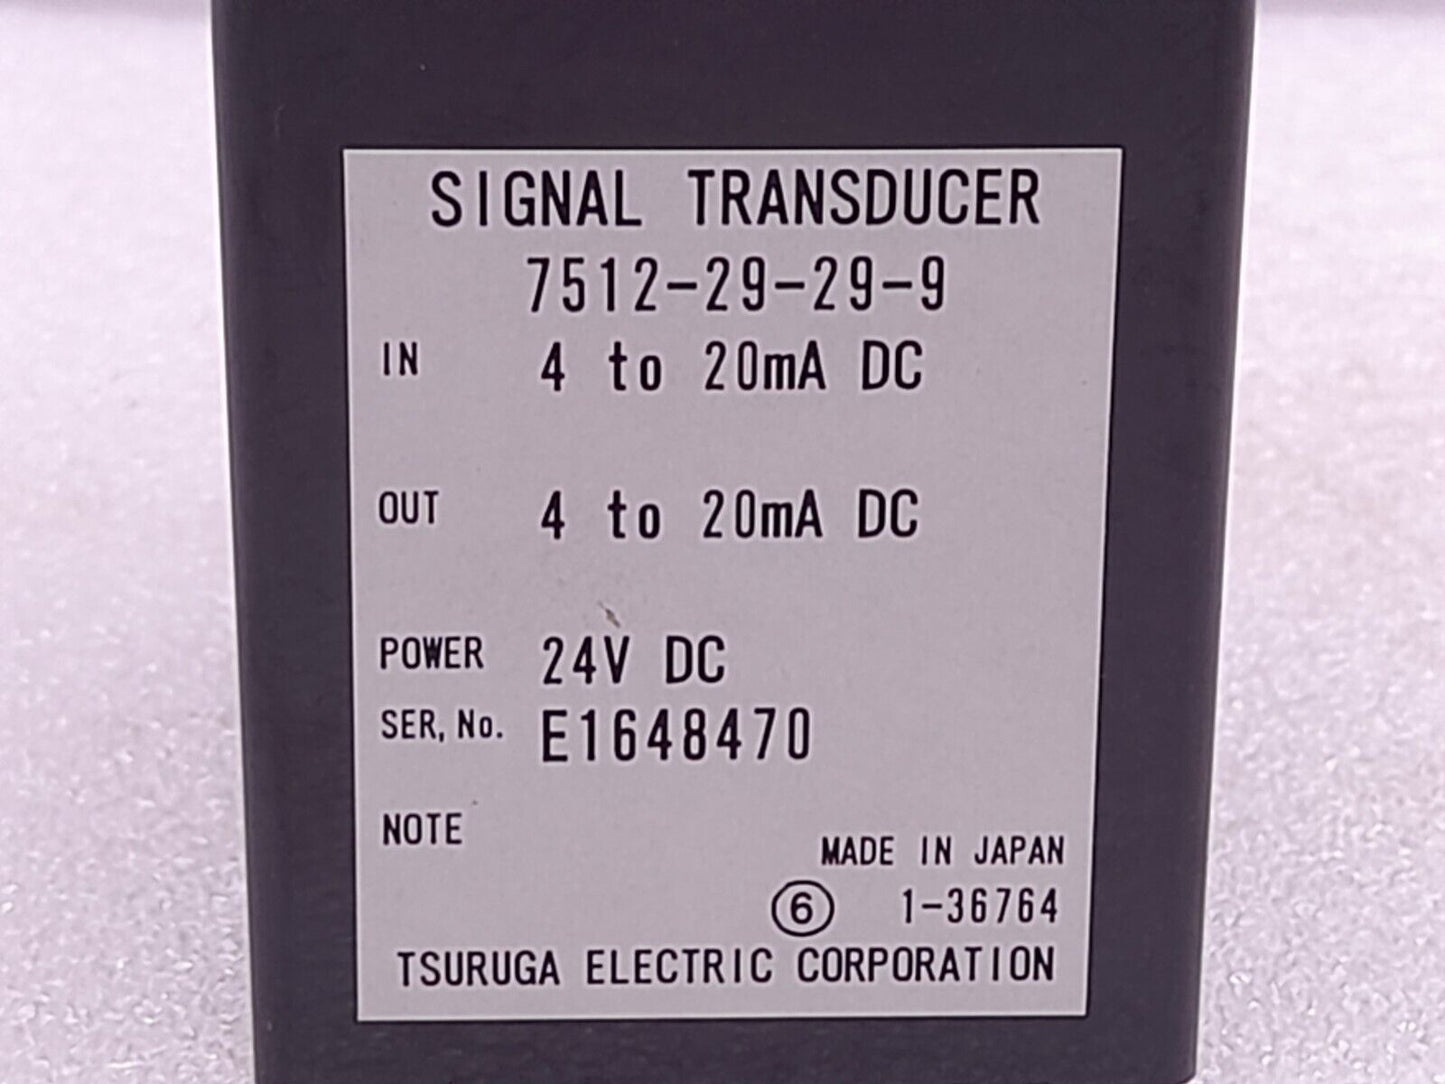 SIGNAL TRANSDUCER
7512-29-29-9
IN 4 to 20mA DC
OUT 4 to 20mA DC
POWER 24V DC
SER, No. E1648470
NOTE
MADE IN JAPAN
⑥ 1-36764
TSURUGA ELECTRIC CORPORATION